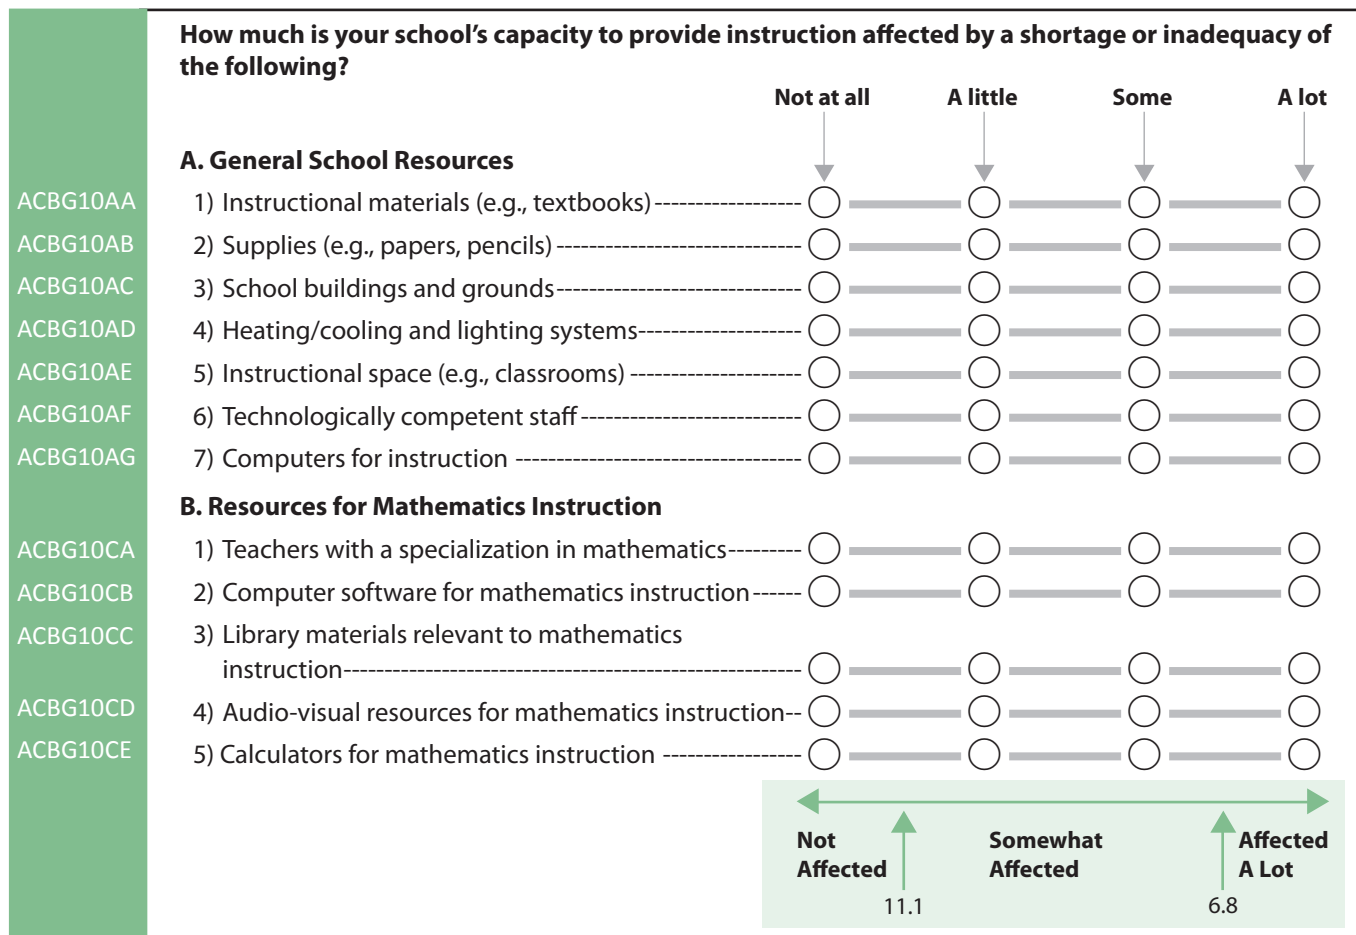 How much is your school’s capacity to provide instruction affected by a shortage or inadequacy of
the following?
Not at all A little Some A lot
A. General School Resources
ACBG10AA 1) Instructional materials (e.g., textbooks)
ACBG10AB 2) Supplies (e.g., papers, pencils)
ACBG10AC 3) School buildings and grounds
ACBG10AD 4) Heating/cooling and lighting systems
ACBG10AE 5) Instructional space (e.g., classrooms)
ACBG10AF 6) Technologically competent staff
ACBG10AG 7) Computers for instruction
B. Resources for Mathematics Instruction
ACBG10CA 1) Teachers with a specialization in mathematics
ACBG10CB 2) Computer software for mathematics instruction
ACBG10CC 3) Library materials relevant to mathematics
instruction
ACBG10CD 4) Audio-visual resources for mathematics instruction
ACBG10CE 5) Calculators for mathematics instruction
Not Somewhat Affected
Affected Affected A Lot
11.1 6.8